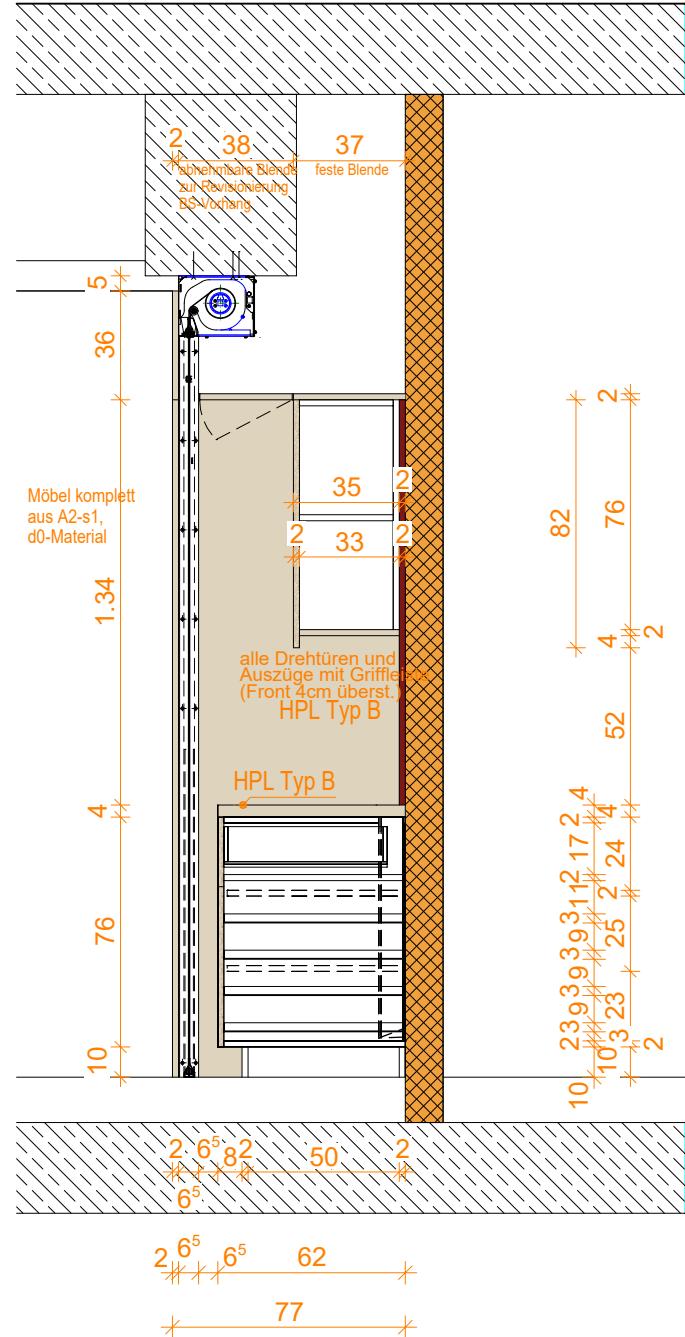 2 38 37
abnehmbare Blende
zur Revisionierung
BS-Vorhang
feste Blende
5
36
1.34
4
76
10
Möbel komplett
aus A2-s1,
d0-Material
35 2
2 33 2
alle Drehtüren und
Auszüge mit
(Front 4cm überst.)
HPL Typ B
HPL Typ B
82
2
76
4 2
52
4
24
2
25
23
3 2
10
4
2
17
2
11
3
9
3
9
3
9
3
2
10
2 6⁵ 8 2 50 2
6⁵
2 6⁵ 6⁵ 62
77